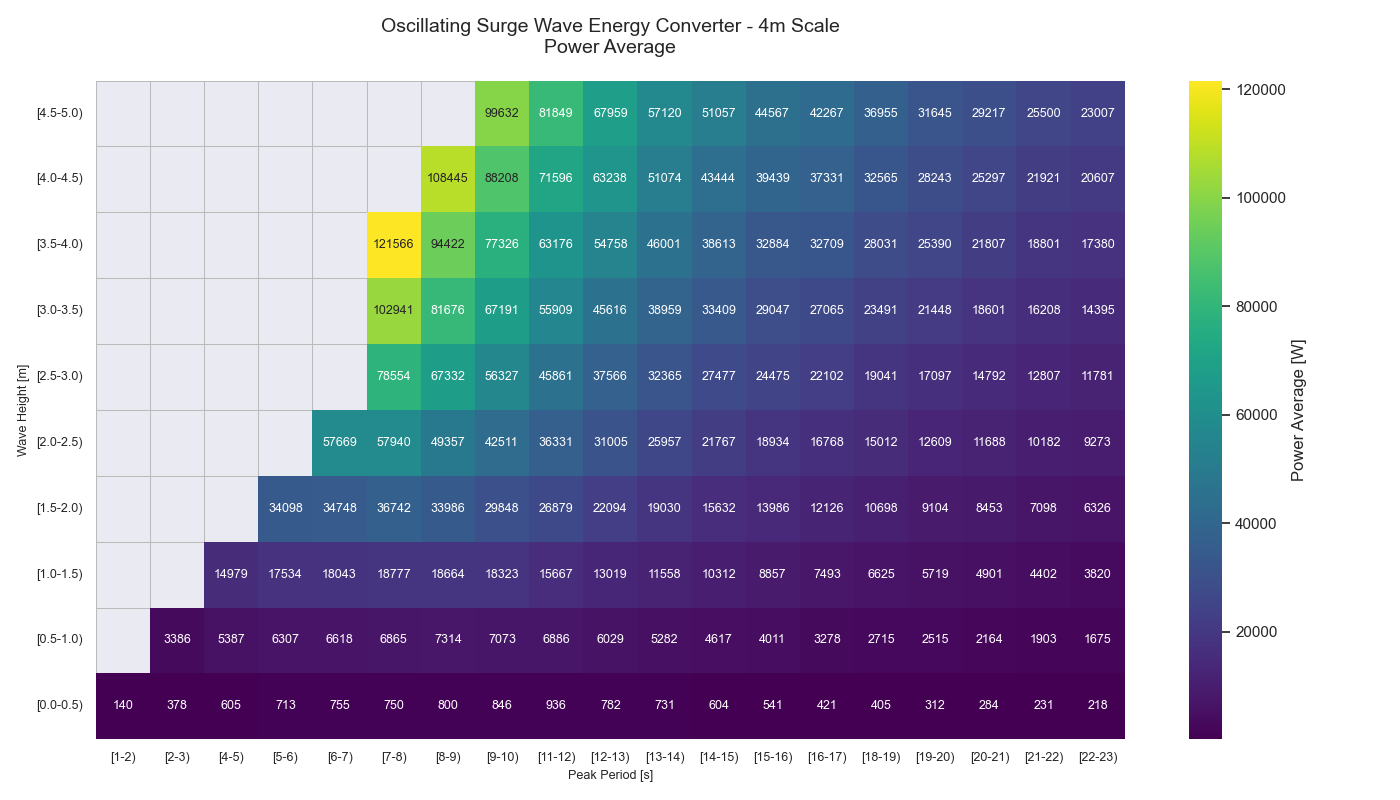 Oscillating Surge Wave Energy Converter - 4m Scale
Power Average
[4.5-5.0) 99632 81849 67959 57120 51057 44567 42267 36955 31645 29217 25500 23007
[4.0-4.5) 108445 88208 71596 63238 51074 43444 39439 37331 32565 28243 25297 21921 20607
[3.5-4.0) 121566 94422 77326 63176 54758 46001 38613 32884 32709 28031 25390 21807 18801 17380
[3.0-3.5) 102941 81676 67191 55909 45616 38959 33409 29047 27065 23491 21448 18601 16208 14395
[2.5-3.0) 78554 67332 56327 45861 37566 32365 27477 24475 22102 19041 17097 14792 12807 11781
[2.0-2.5) 57669 57940 49357 42511 36331 31005 25957 21767 18934 16768 15012 12609 11688 10182 9273
[1.5-2.0) 34098 34748 36742 33986 29848 26879 22094 19030 15632 13986 12126 10698 9104 8453 7098 6326
[1.0-1.5) 14979 17534 18043 18777 18664 18323 15667 13019 11558 10312 8857 7493 6625 5719 4901 4402 3820
[0.5-1.0) 3386 5387 6307 6618 6865 7314 7073 6886 6029 5282 4617 4011 3278 2715 2515 2164 1903 1675
[0.0-0.5) 140 378 605 713 755 750 800 846 936 782 731 604 541 421 405 312 284 231 218
[1-2) [2-3) [4-5) [5-6) [6-7) [7-8) [8-9) [9-10) [11-12) [12-13) [13-14) [14-15) [15-16) [16-17) [18-19) [19-20) [20-21) [21-22) [22-23)
Peak Period [s]
Wave Height [m]
120000
100000
80000
60000
40000
20000
Power Average [W]